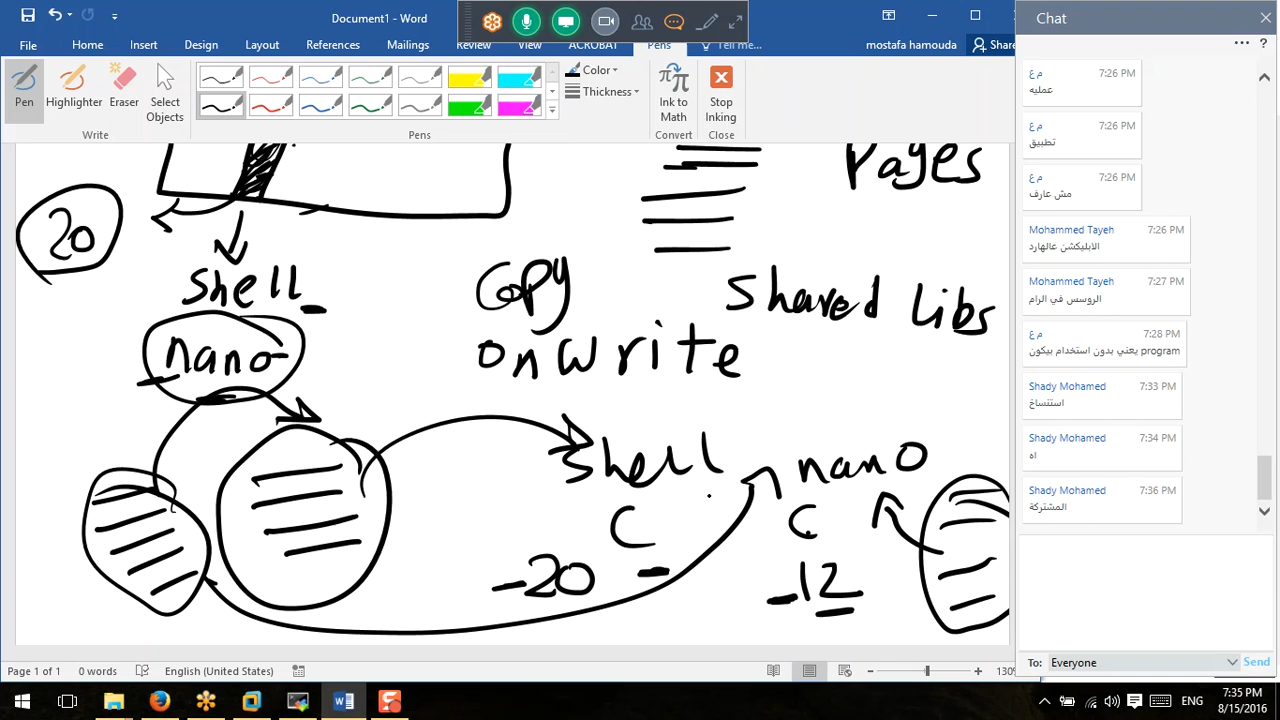 Document1 - Word
mostafa hamouda
Share
File
Home
Insert
Design
Layout
References
Mailings
Review
View
ACROBAT
Pens
Tell me...
Pen
Highlighter
Eraser
Select Objects
Color
Thickness
Ink to Math
Stop Inking
Write
Pens
Convert
Close
Pages
20
shell
Copy
on write
Shared Libs
nano
shell
nano
C
C
-20
-12
Page 1 of 1
0 words
English (United States)
130%
ENG
7:35 PM
8/15/2016
Chat
م ع 7:26 PM
عمليه
م ع 7:26 PM
تطبيق
م ع 7:26 PM
مش عارف
Mohammed Tayeh 7:26 PM
الابليكشن عالهارد
Mohammed Tayeh 7:27 PM
الروسس في الرام
م ع 7:28 PM
program يعني بدون استخدام بيكون
Shady Mohamed 7:33 PM
استنساخ
Shady Mohamed 7:34 PM
اه
Shady Mohamed 7:36 PM
المشتركة
To: Everyone
Send